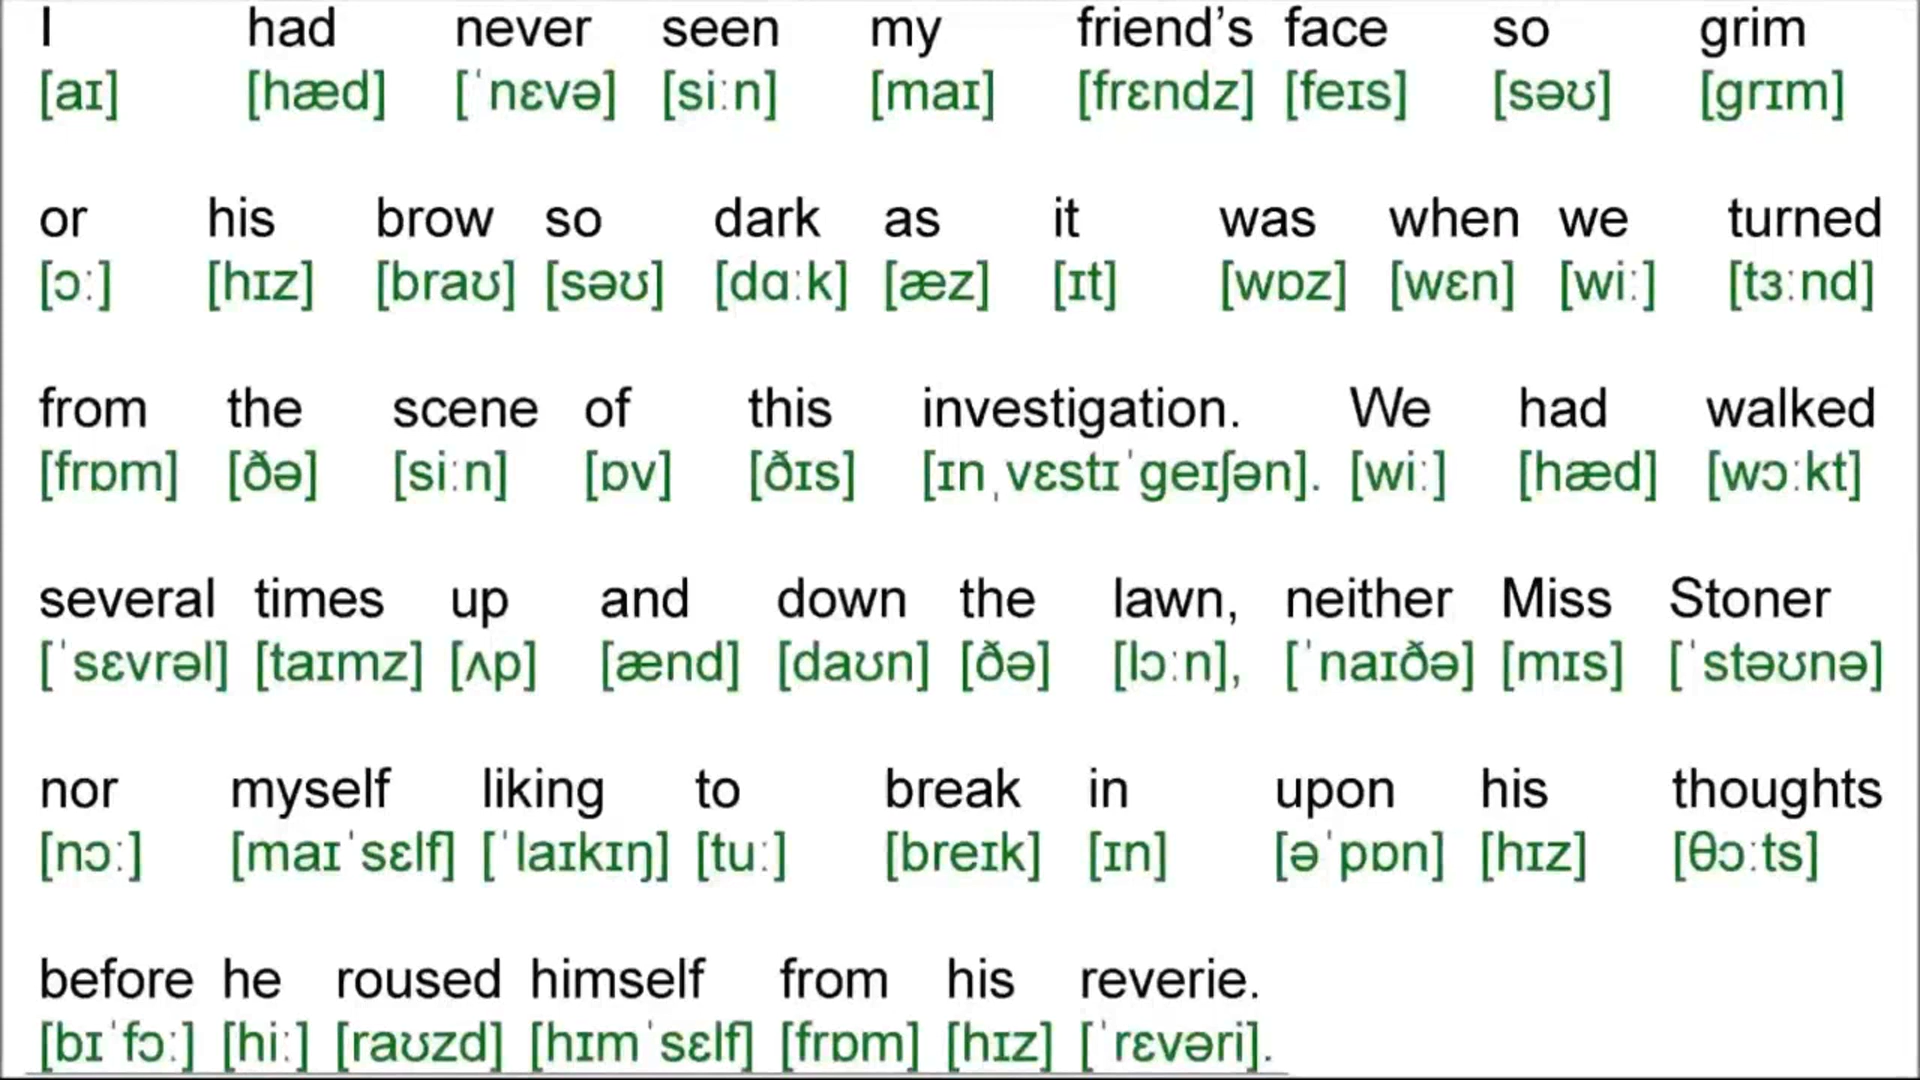 I had never seen my friend’s face so grim
[aɪ] [hæd] [ˈnɛvə] [siːn] [maɪ] [frɛndz] [feɪs] [səʊ] [grɪm]
or his brow so dark as it was when we turned
[ɔː] [hɪz] [braʊ] [səʊ] [dɑːk] [æz] [ɪt] [wɒz] [wɛn] [wiː] [tɜːnd]
from the scene of this investigation. We had walked
[frɒm] [ðə] [siːn] [ɒv] [ðɪs] [ɪnˌvɛstɪˈgeɪʃən]. [wiː] [hæd] [wɔːkt]
several times up and down the lawn, neither Miss Stoner
[ˈsɛvrəl] [taɪmz] [ʌp] [ænd] [daʊn] [ðə] [lɔːn], [ˈnaɪðə] [mɪs] [ˈstəʊnə]
nor myself liking to break in upon his thoughts
[nɔː] [maɪˈsɛlf] [ˈlaɪkɪŋ] [tuː] [breɪk] [ɪn] [əˈpɒn] [hɪz] [θɔːts]
before he roused himself from his reverie.
[bɪˈfɔː] [hiː] [raʊzd] [hɪmˈsɛlf] [frɒm] [hɪz] [ˈrɛvəri].